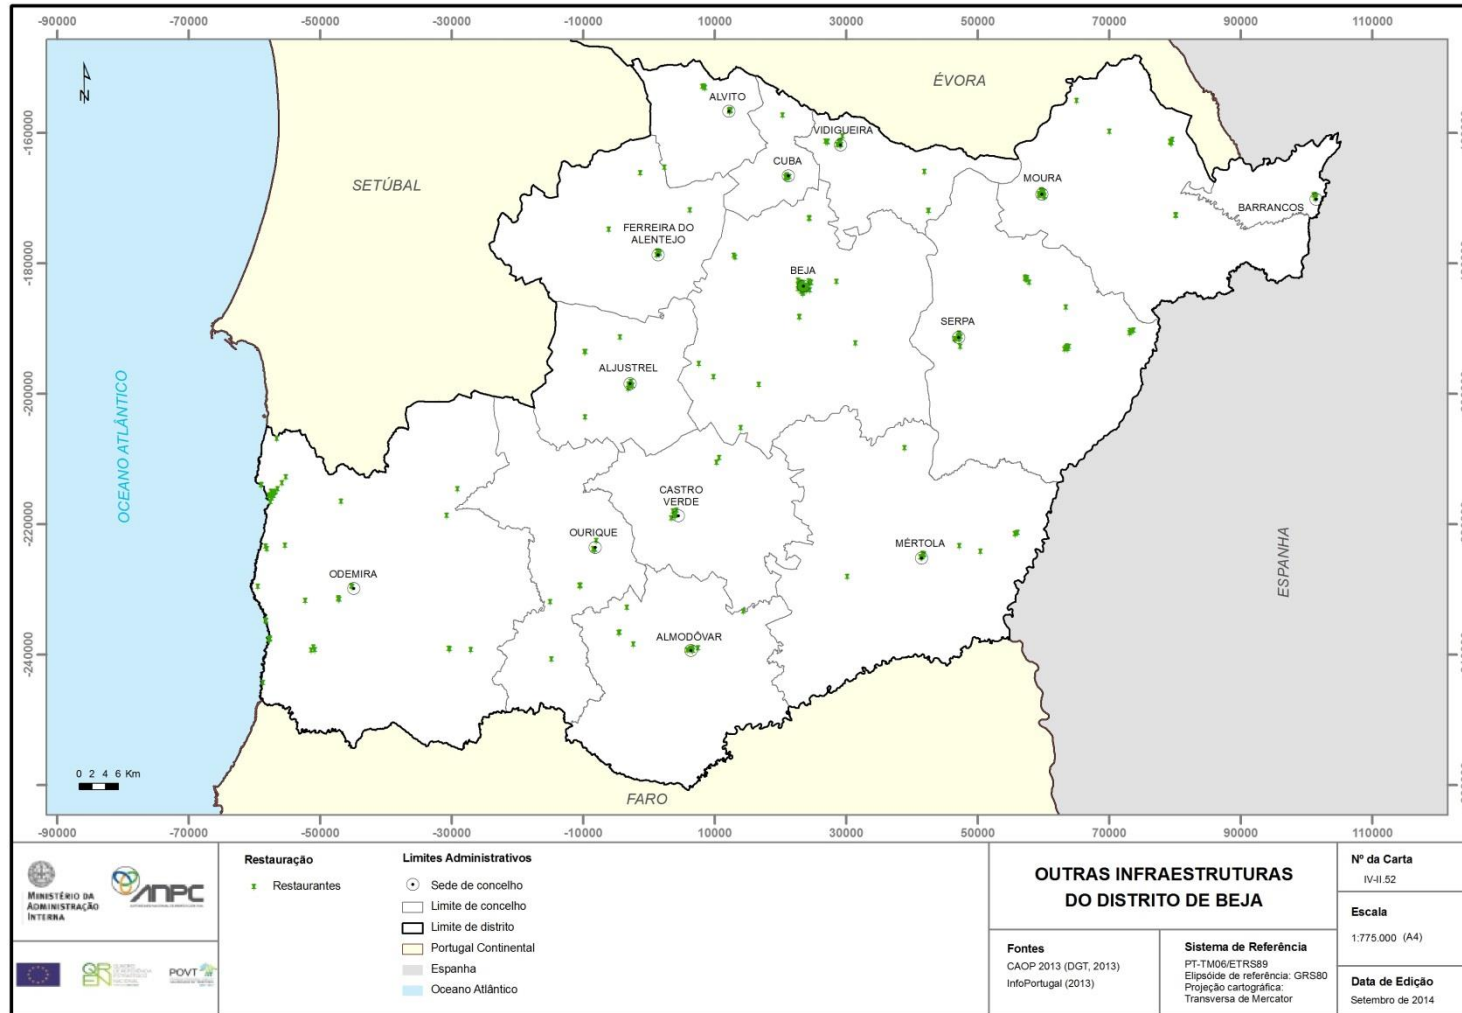 -90000 -70000 -50000 -30000 -10000 10000 30000 50000 70000 90000 110000
N
ÉVORA
ALVITO
VIDIGUEIRA
-160000
CUBA
SETÚBAL
MOURA
BARRANCOS
FERREIRA DO
ALENTEJO
-180000
BEJA
SERPA
ALJUSTREL
-200000
OCEANO ATLÂNTICO
CASTRO
VERDE
-220000
OURIQUE
MÉRTOLA
ESPANHA
ODEMIRA
ALMODÔVAR
-240000
0 2 4 6 Km
FARO
-90000 -70000 -50000 -30000 -10000 10000 30000 50000 70000 90000 110000
MINISTÉRIO DA
ADMINISTRAÇÃO
INTERNA
ANPC
QREN
POVT
Restauração
Restaurantes
Limites Administrativos
Sede de concelho
Limite de concelho
Limite de distrito
Portugal Continental
Espanha
Oceano Atlântico
OUTRAS INFRAESTRUTURAS
DO DISTRITO DE BEJA
Fontes
CAOP 2013 (DGT, 2013)
InfoPortugal (2013)
Sistema de Referência
PT-TM06/ETRS89
Elipsóide de referência: GRS80
Projeção cartográfica:
Transversa de Mercator
Nº da Carta
IV-II.52
Escala
1:775.000 (A4)
Data de Edição
Setembro de 2014